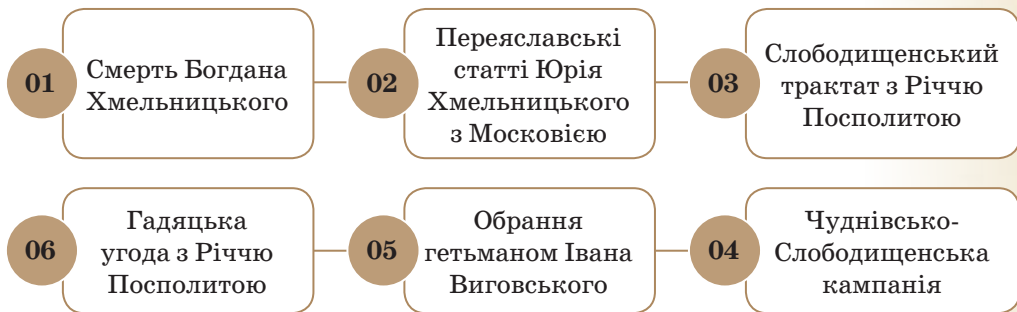 01
Смерть Богдана
Хмельницького
02
Переяславські
статті Юрія
Хмельницького
з Московією
03
Слободищенський
трактат з Річчю
Посполитою
06
Гадяцька
угода з Річчю
Посполитою
05
Обрання
гетьманом Івана
Виговського
04
Чуднівсько-
Слободищенська
кампанія